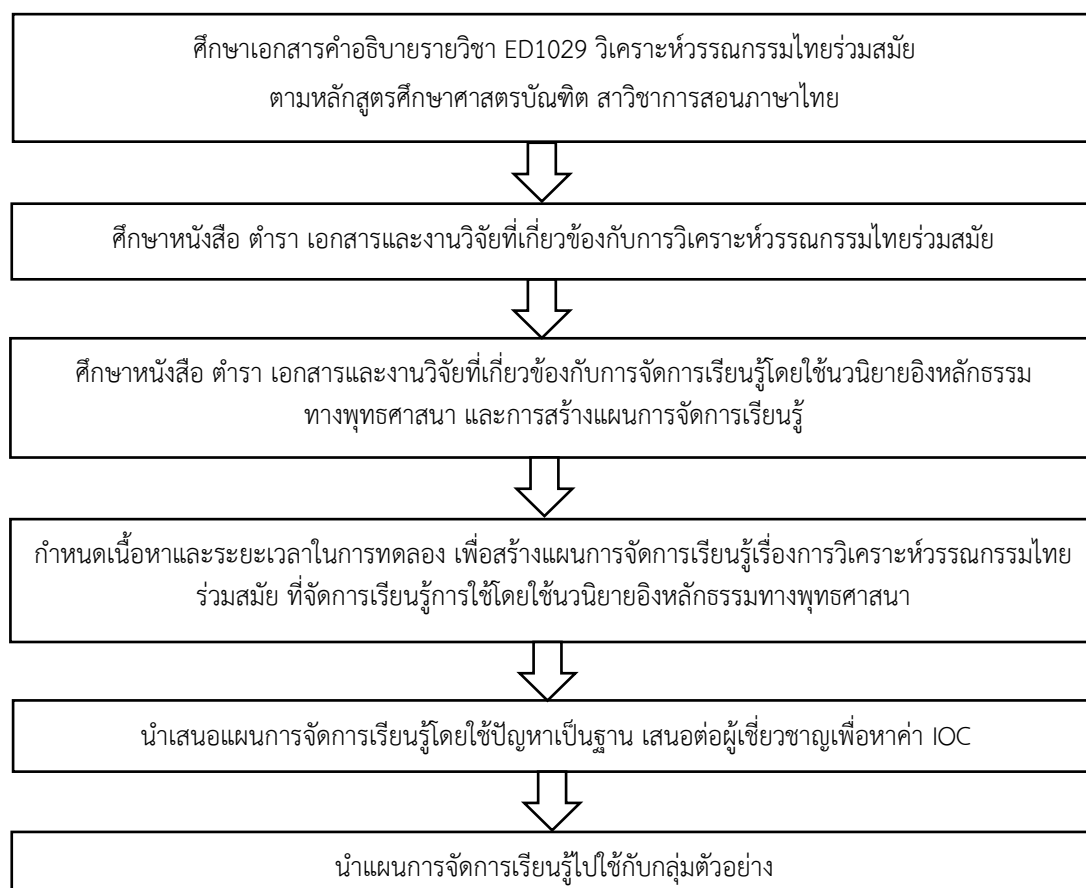 ศึกษาเอกสารคำอธิบายรายวิชา ED1029 วิเคราะห์วรรณกรรมไทยร่วมสมัย
ตามหลักสูตรศึกษาศาสตรบัณฑิต สาวิชาการสอนภาษาไทย
ศึกษาหนังสือ ตำรา เอกสารและงานวิจัยที่เกี่ยวข้องกับการวิเคราะห์วรรณกรรมไทยร่วมสมัย
ศึกษาหนังสือ ตำรา เอกสารและงานวิจัยที่เกี่ยวข้องกับการจัดการเรียนรู้โดยใช้นวนิยายอิงหลักธรรม
ทางพุทธศาสนา และการสร้างแผนการจัดการเรียนรู้
กำหนดเนื้อหาและระยะเวลาในการทดลอง เพื่อสร้างแผนการจัดการเรียนรู้เรื่องการวิเคราะห์วรรณกรรมไทย
ร่วมสมัย ที่จัดการเรียนรู้การใช้โดยใช้นวนิยายอิงหลักธรรมทางพุทธศาสนา
นำเสนอแผนการจัดการเรียนรู้โดยใช้ปัญหาเป็นฐาน เสนอต่อผู้เชี่ยวชาญเพื่อหาค่า IOC
นำแผนการจัดการเรียนรู้ไปใช้กับกลุ่มตัวอย่าง